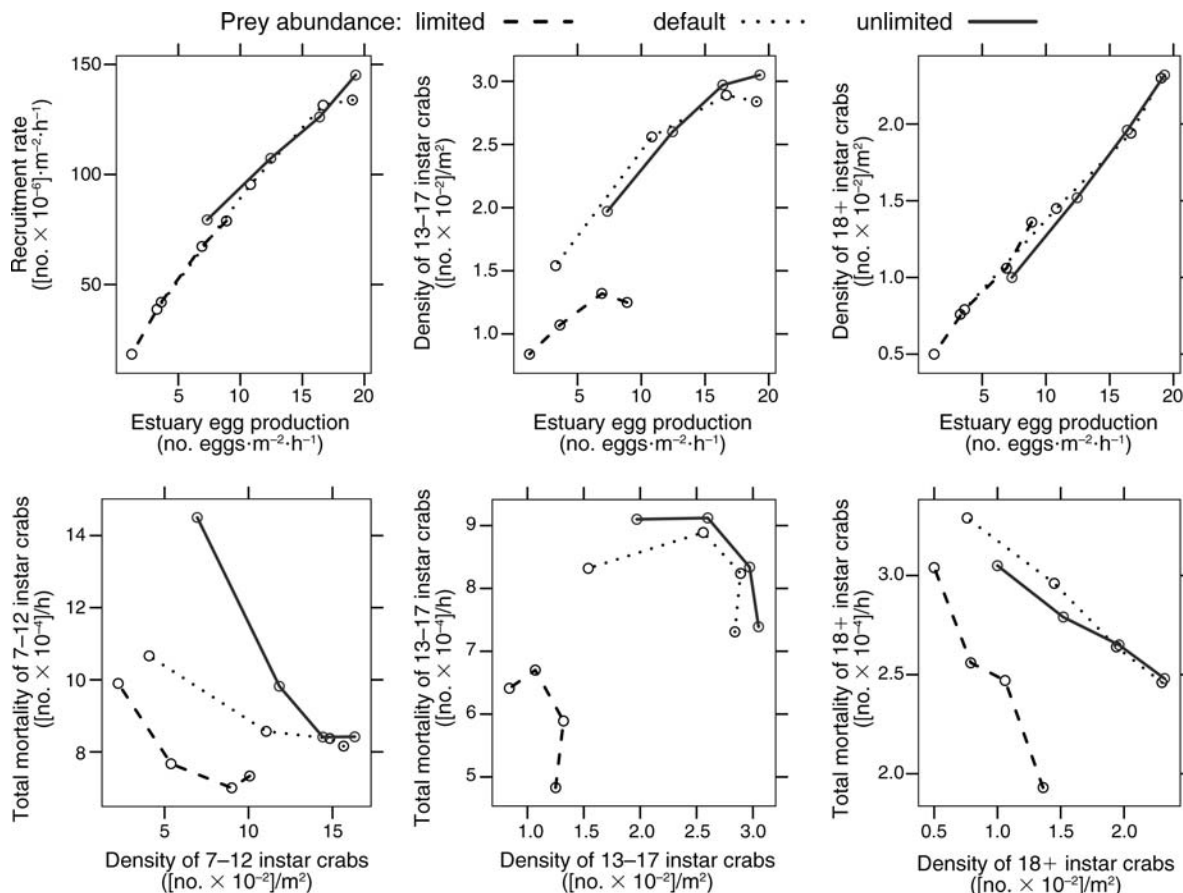 Prey abundance: limited default unlimited
Recruitment rate
([no. × 10⁻⁶]·m⁻²·h⁻¹)
150
100
50
5 10 15 20
Estuary egg production
(no. eggs·m⁻²·h⁻¹)
Density of 13–17 instar crabs
([no. × 10⁻²]/m²)
3.0
2.5
2.0
1.5
1.0
5 10 15 20
Estuary egg production
(no. eggs·m⁻²·h⁻¹)
Density of 18+ instar crabs
([no. × 10⁻²]/m²)
2.0
1.5
1.0
0.5
5 10 15 20
Estuary egg production
(no. eggs·m⁻²·h⁻¹)
Total mortality of 7–12 instar crabs
([no. × 10⁻⁴]/h)
14
12
10
8
5 10 15
Density of 7–12 instar crabs
([no. × 10⁻²]/m²)
Total mortality of 13–17 instar crabs
([no. × 10⁻⁴]/h)
9
8
7
6
5
1.0 1.5 2.0 2.5 3.0
Density of 13–17 instar crabs
([no. × 10⁻²]/m²)
Total mortality of 18+ instar crabs
([no. × 10⁻⁴]/h)
3.0
2.5
2.0
0.5 1.0 2.0
Density of 18+ instar crabs
([no. × 10⁻²]/m²)